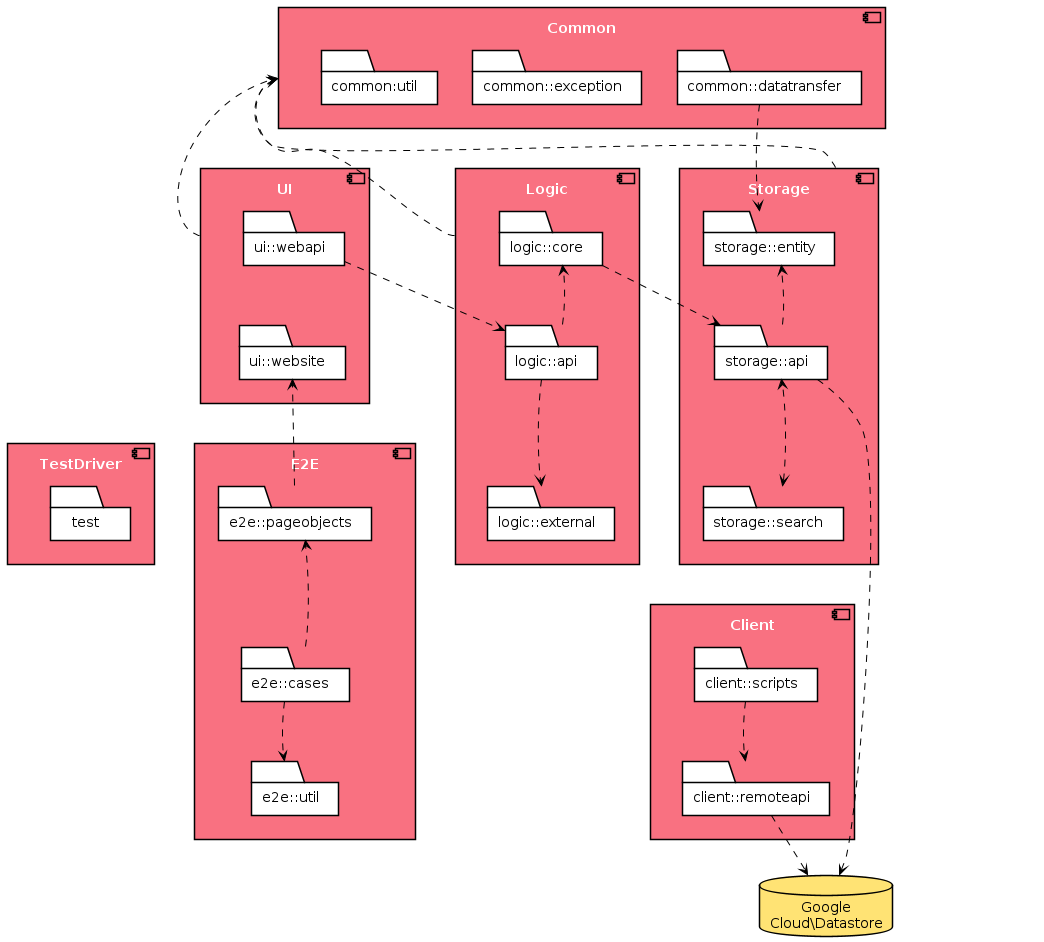 Common
common:util
common::exception
common::datatransfer
UI
ui::webapi
ui::website
Logic
logic::core
logic::api
logic::external
Storage
storage::entity
storage::api
storage::search
TestDriver
test
E2E
e2e::pageobjects
e2e::cases
e2e::util
Client
client::scripts
client::remoteapi
Google
Cloud\Datastore